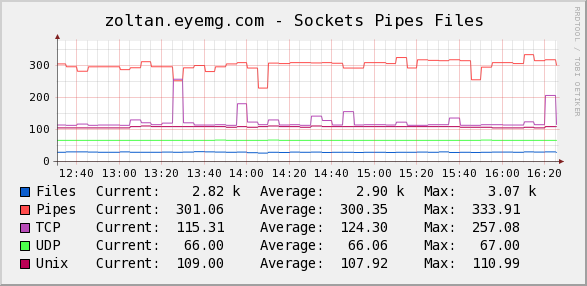 zoltan.eyemg.com - Sockets Pipes Files
RRDTOOL / TOBI OETIKER
300
200
100
0
12:40 13:00 13:20 13:40 14:00 14:20 14:40 15:00 15:20 15:40 16:00 16:20
Files Current: 2.82 k Average: 2.90 k Max: 3.07 k
Pipes Current: 301.06 Average: 300.35 Max: 333.91
TCP Current: 115.31 Average: 124.30 Max: 257.08
UDP Current: 66.00 Average: 66.06 Max: 67.00
Unix Current: 109.00 Average: 107.92 Max: 110.99